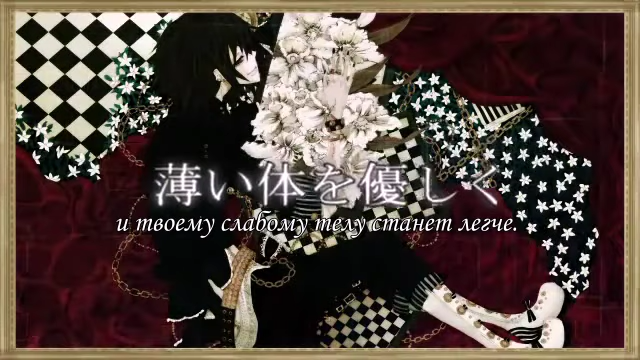 薄い体を優しく
и твоему слабому телу станет легче.